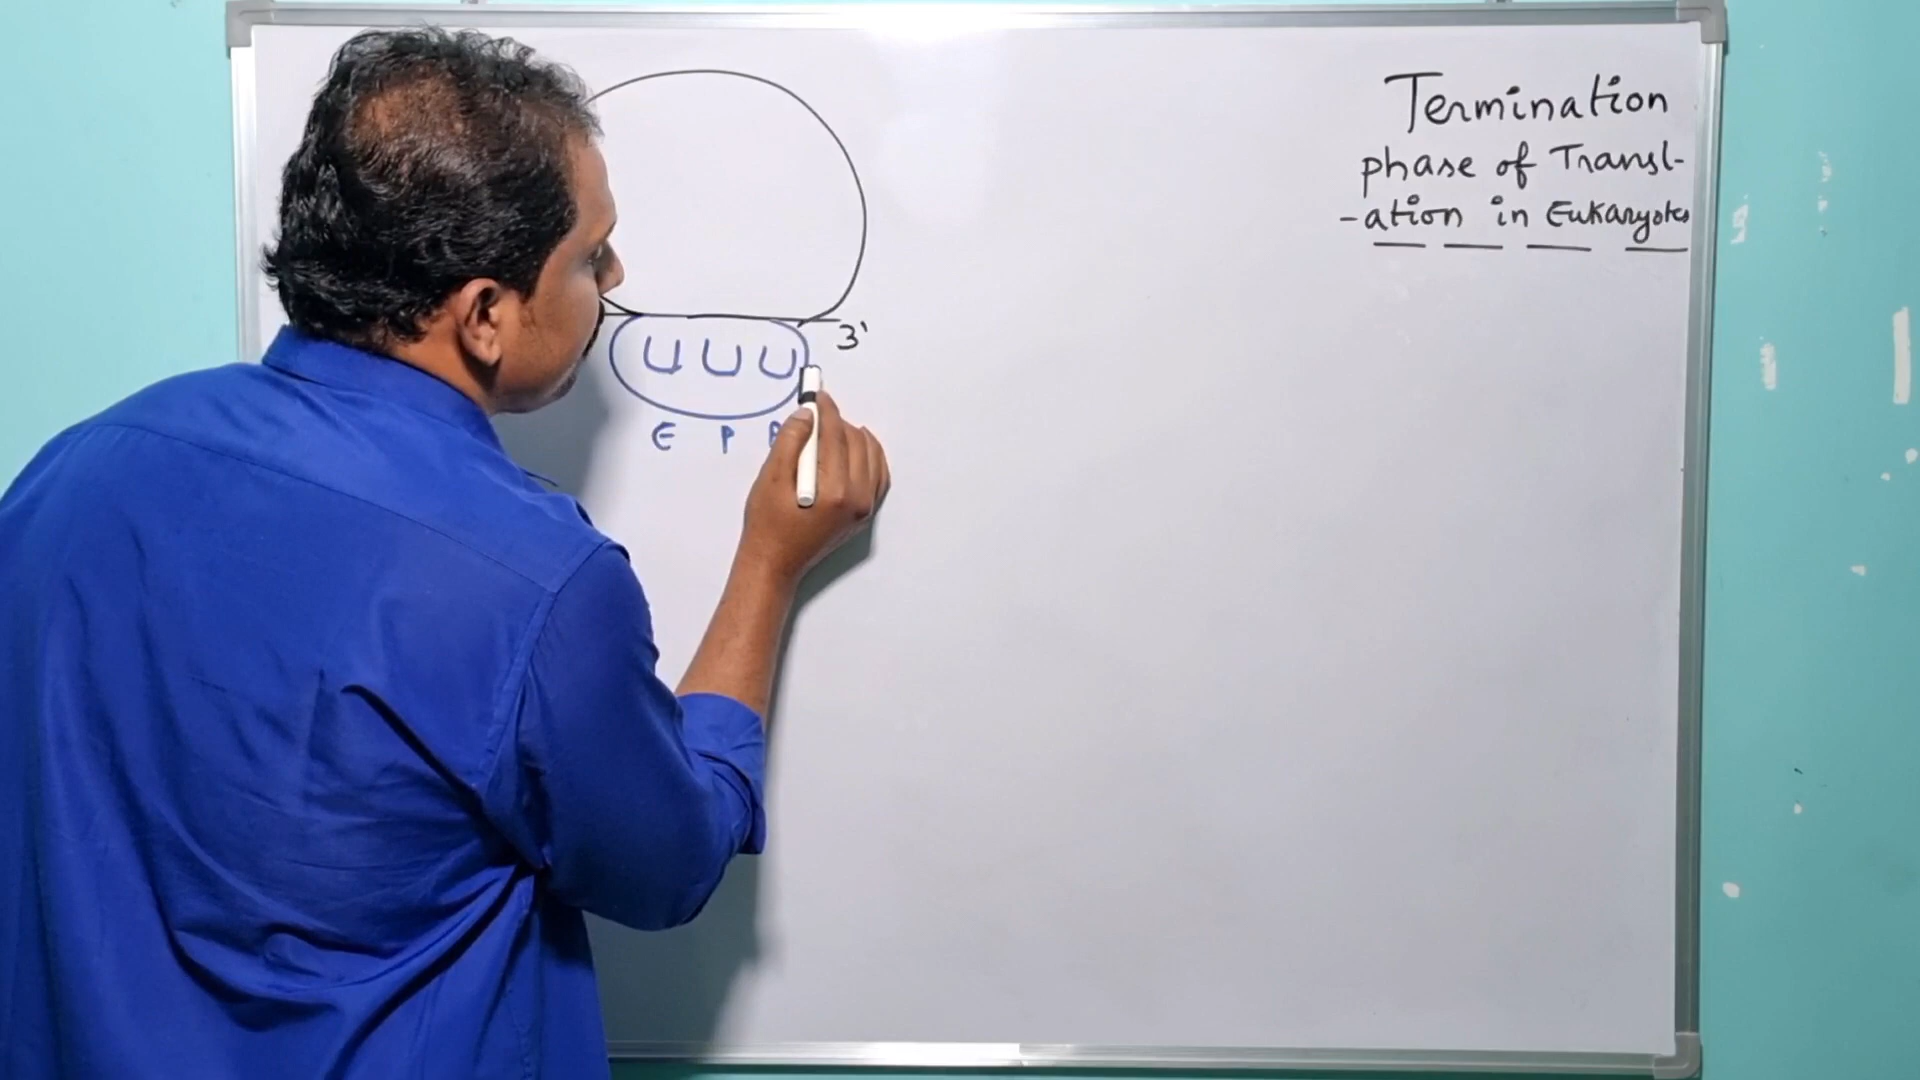 Termination
phase of Transl-
-ation in Eukaryotes
3'
E P A